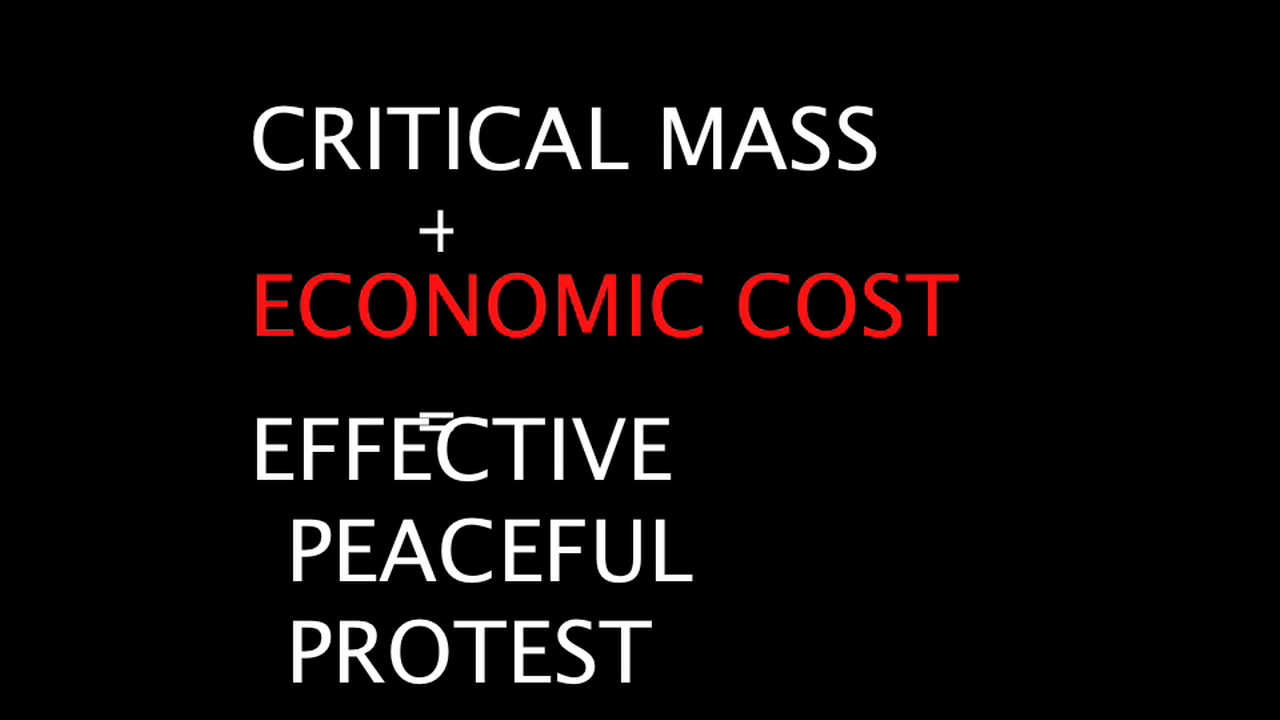 CRITICAL MASS
+
ECONOMIC COST
=
EFFECTIVE
PEACEFUL
PROTEST